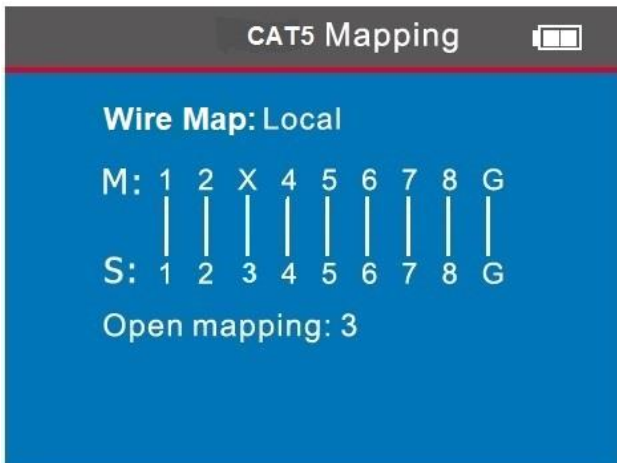 CAT5 Mapping
Wire Map: Local
M: 1 2 X 4 5 6 7 8 G
S: 1 2 3 4 5 6 7 8 G
Open mapping: 3